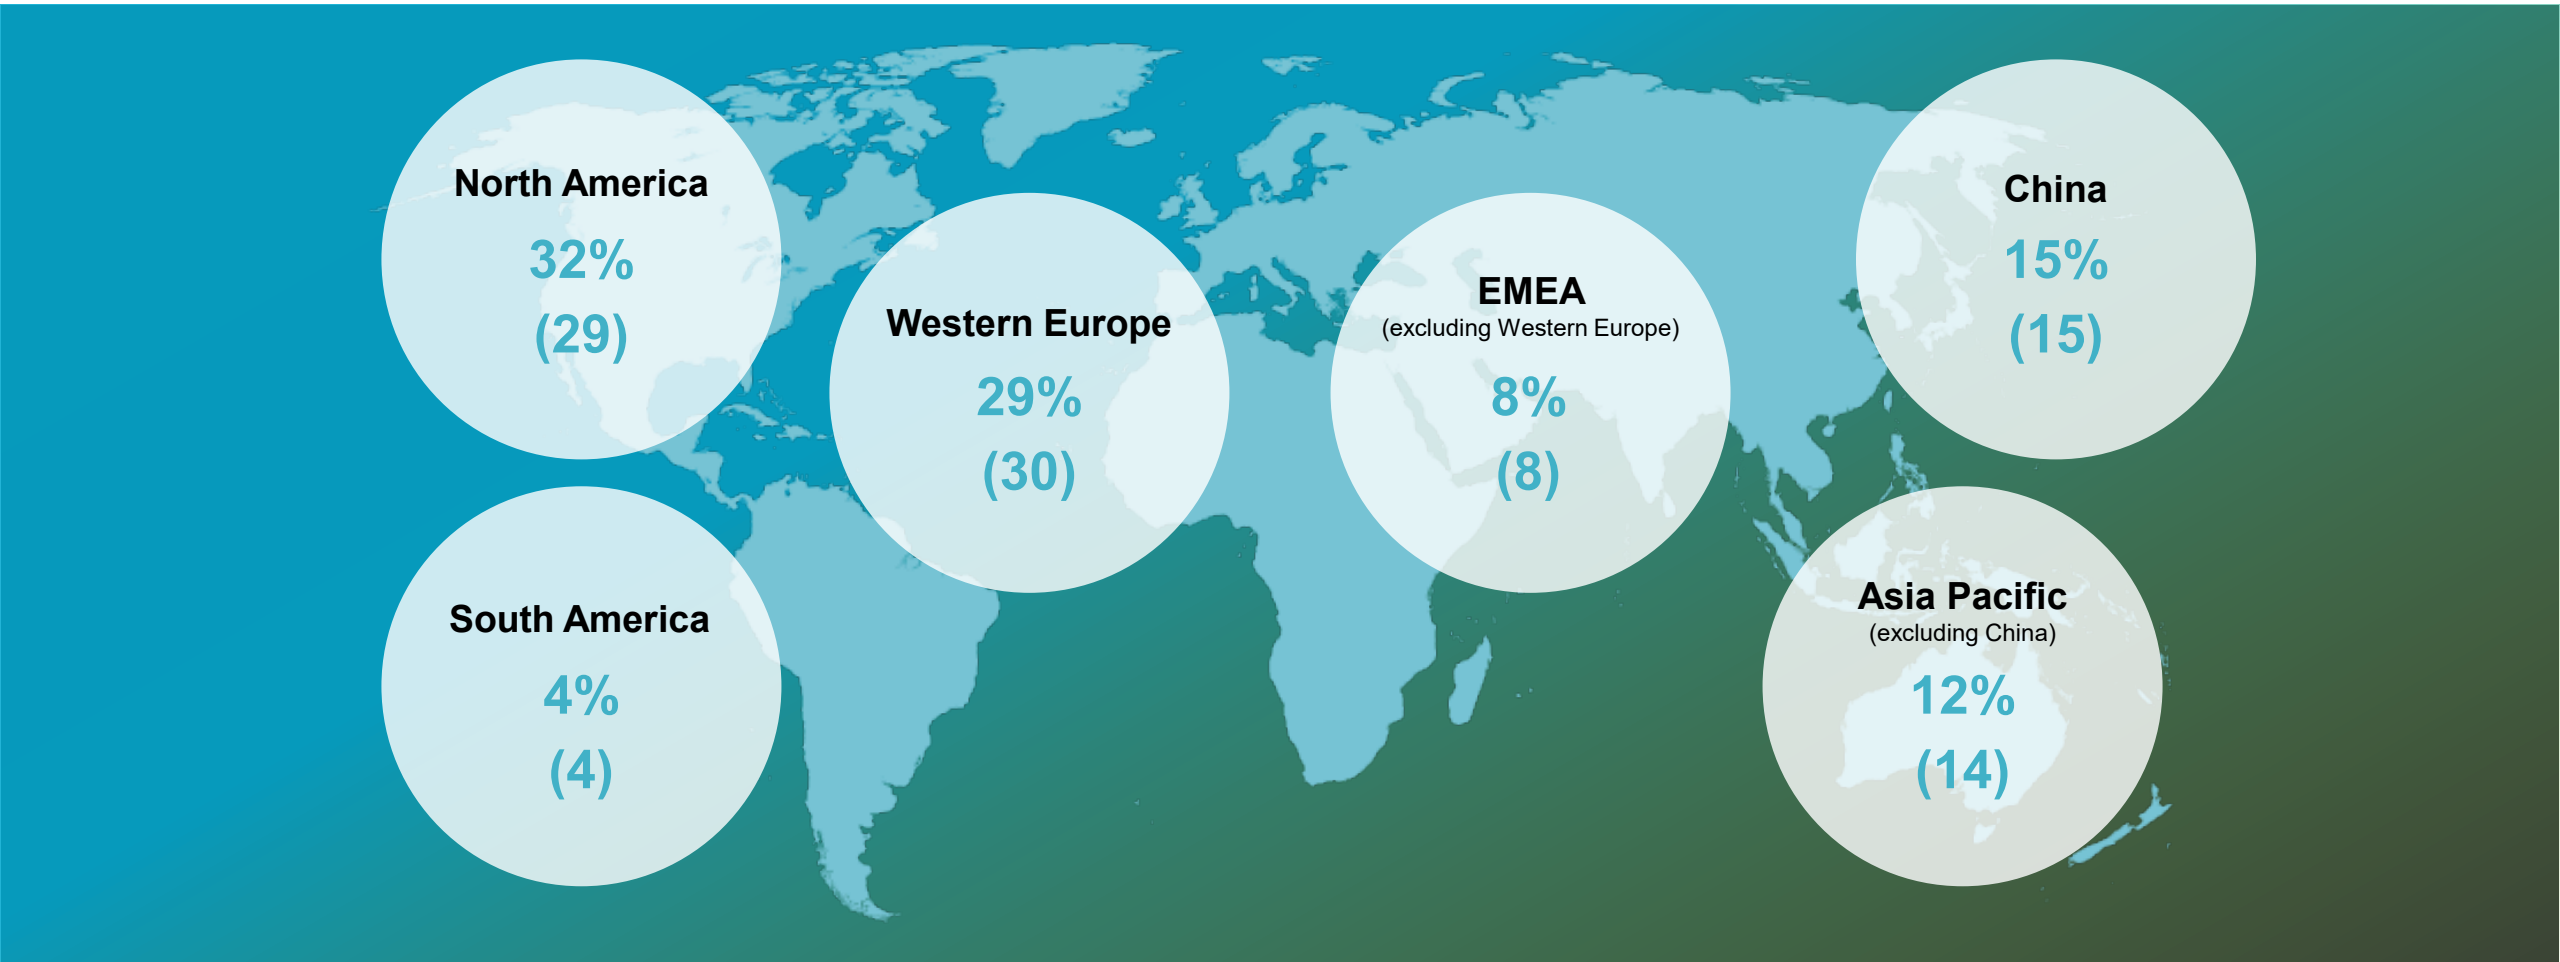 North America
32%
(29)
Western Europe
29%
(30)
EMEA
(excluding Western Europe)
8%
(8)
China
15%
(15)
South America
4%
(4)
Asia Pacific
(excluding China)
12%
(14)